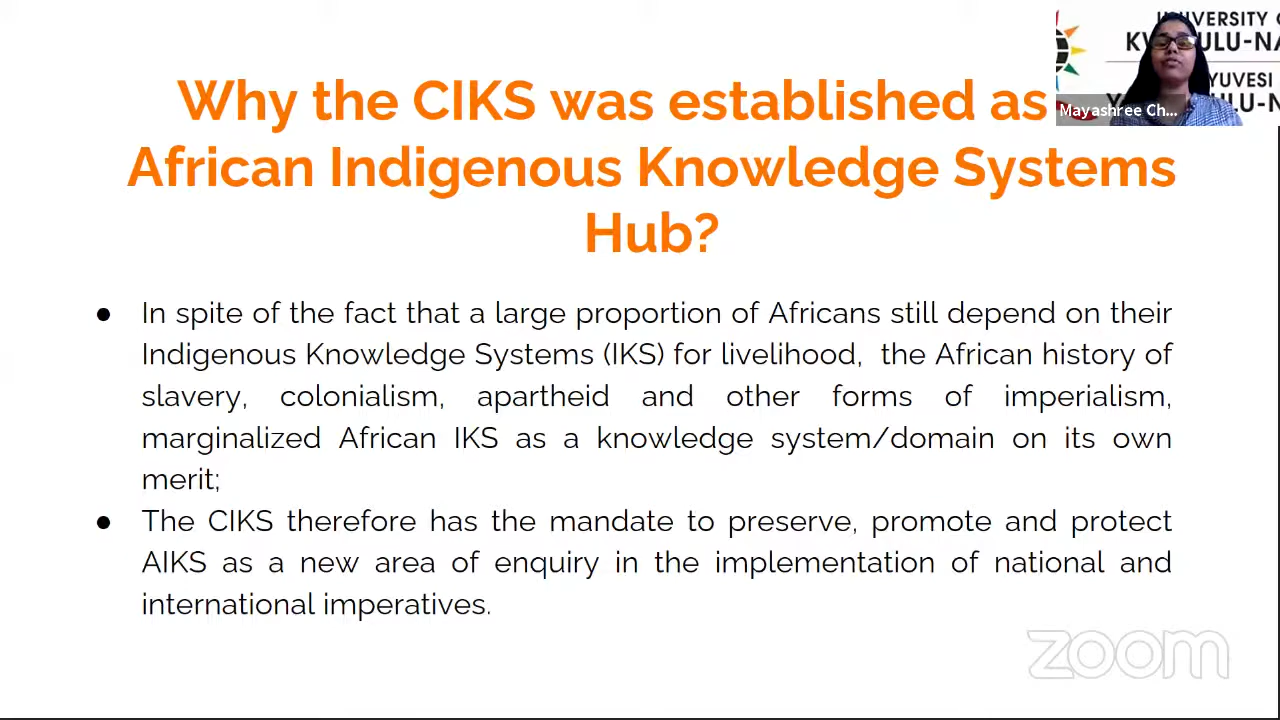 Why the CIKS was established as
African Indigenous Knowledge Systems
Hub?
● In spite of the fact that a large proportion of Africans still depend on their
Indigenous Knowledge Systems (IKS) for livelihood, the African history of
slavery, colonialism, apartheid and other forms of imperialism,
marginalized African IKS as a knowledge system/domain on its own
merit;
● The CIKS therefore has the mandate to preserve, promote and protect
AIKS as a new area of enquiry in the implementation of national and
international imperatives.
Mayashree Ch...
zoom